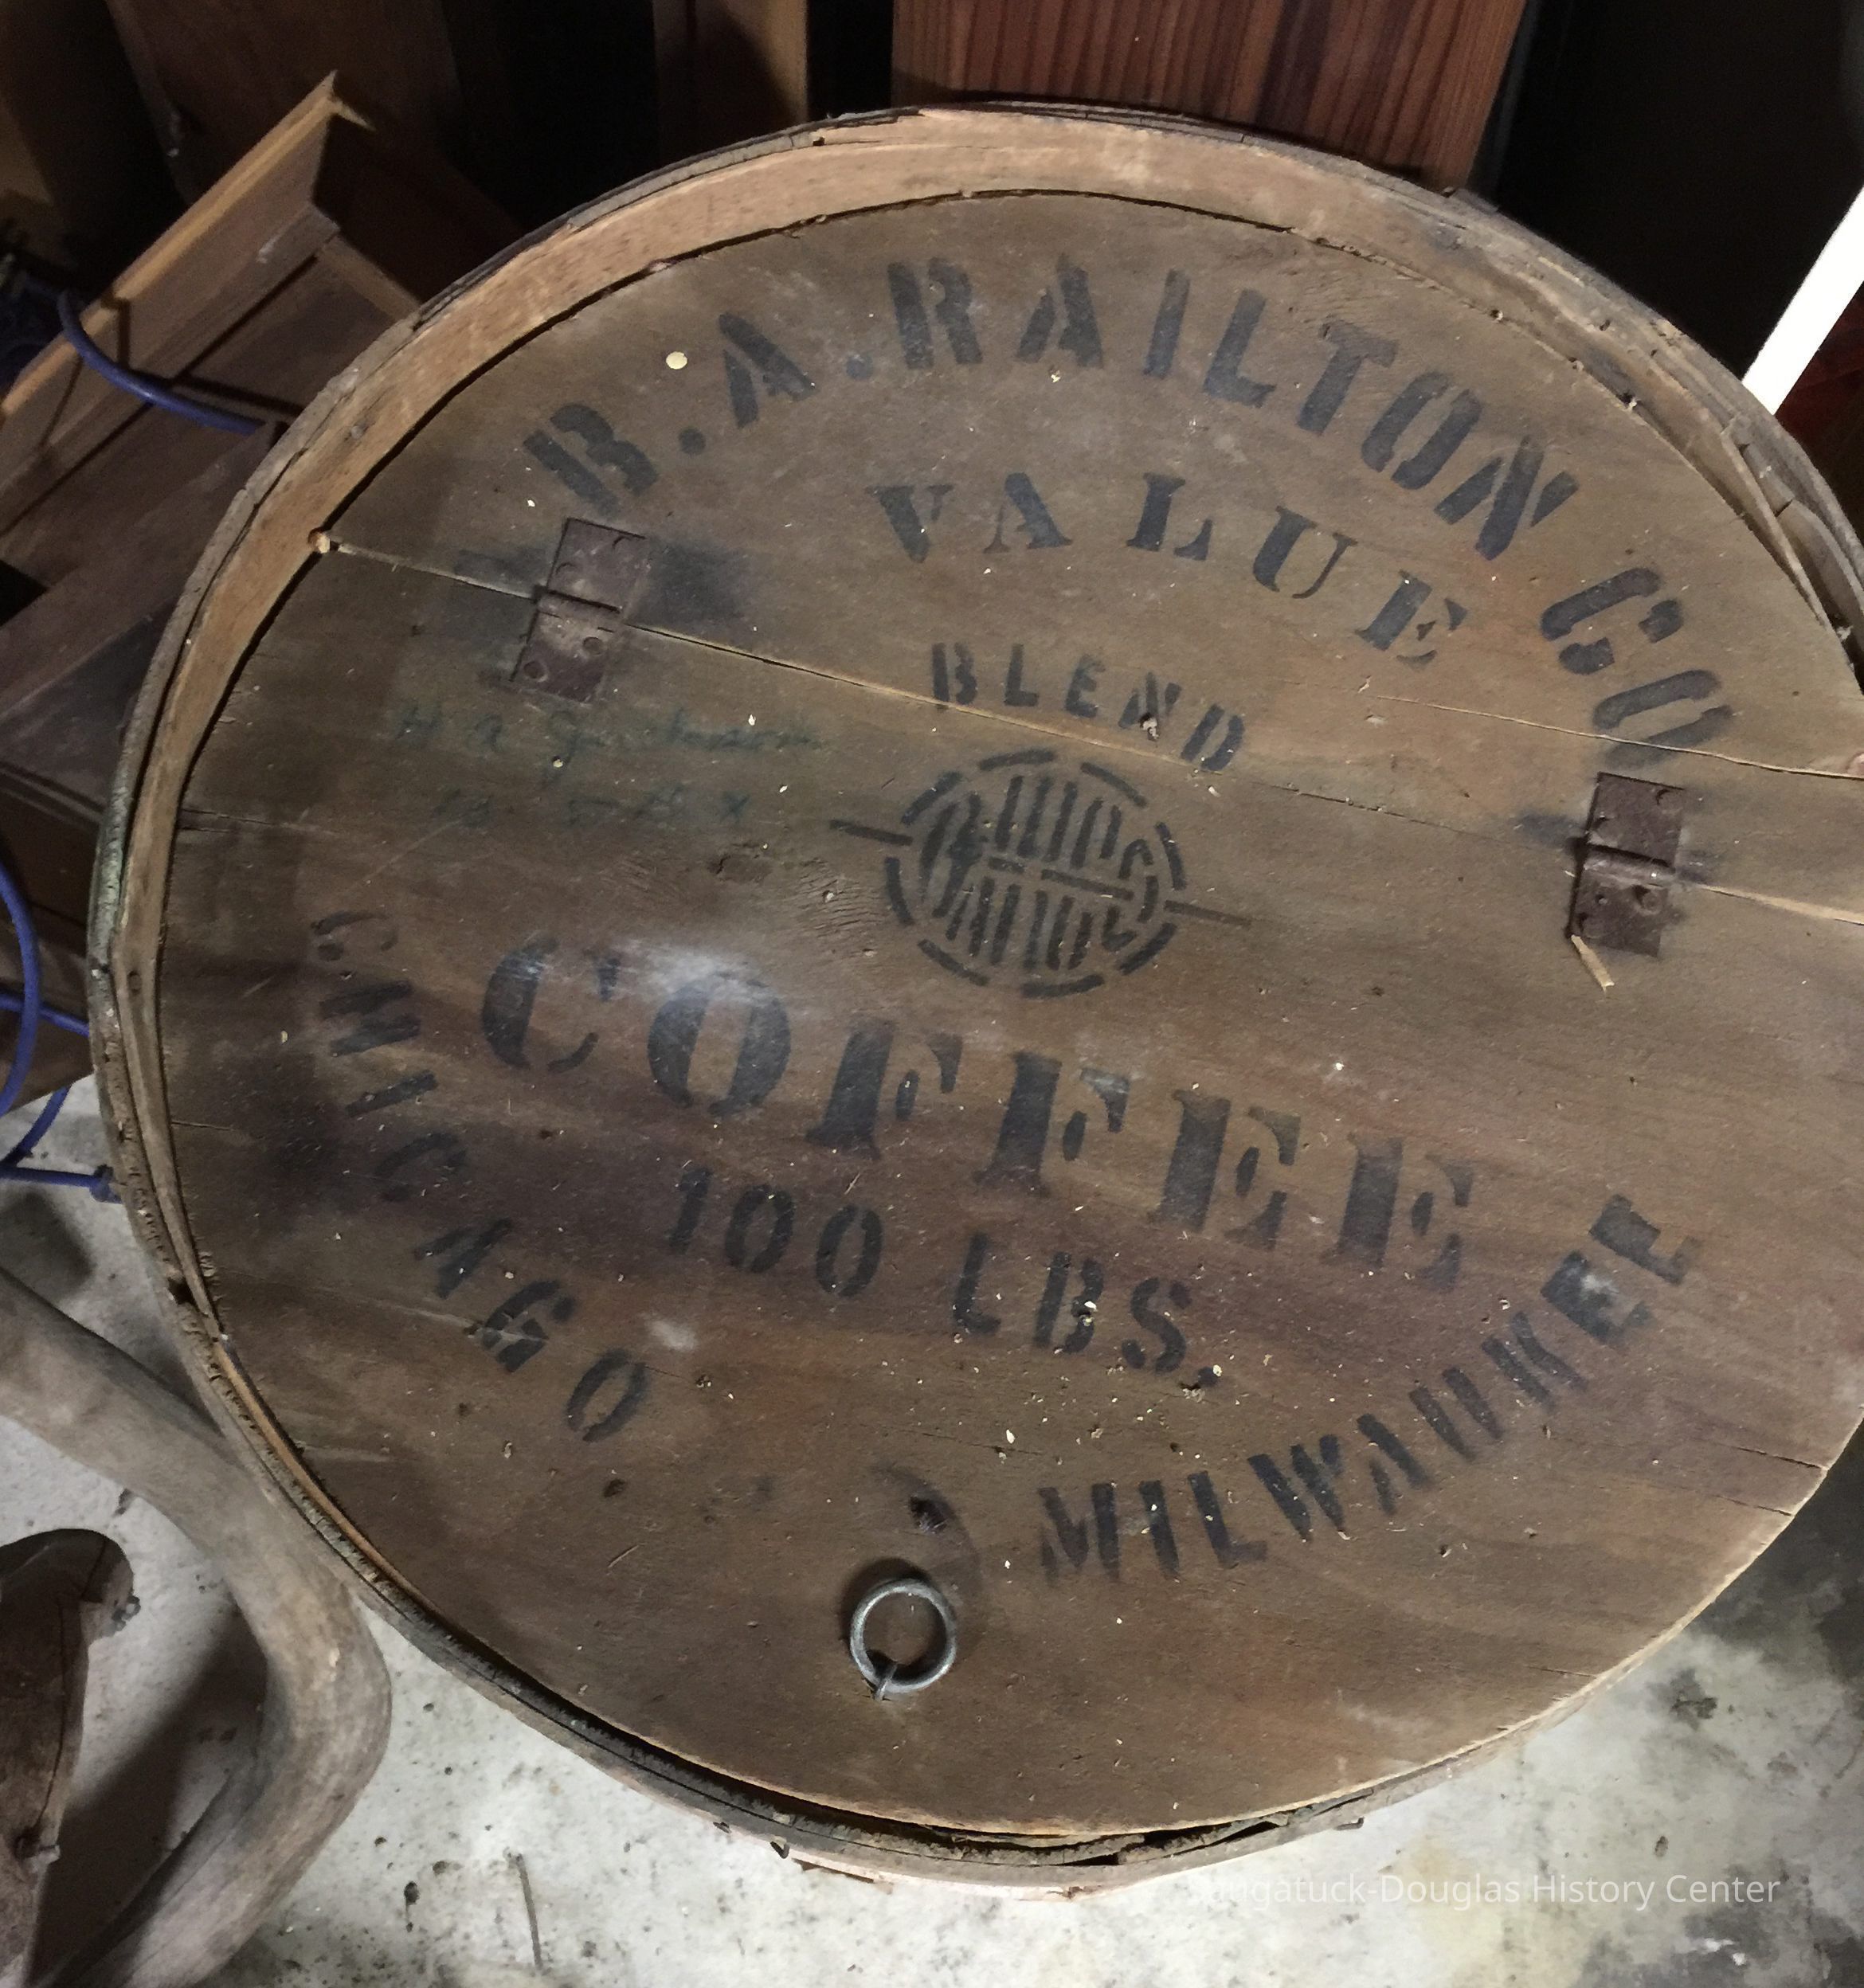 B.A.RAILTON CO
VALUE
BLEND
COFFEE
100 LBS.
CHICAGO
MILWAUKEE
Saugatuck-Douglas History Center